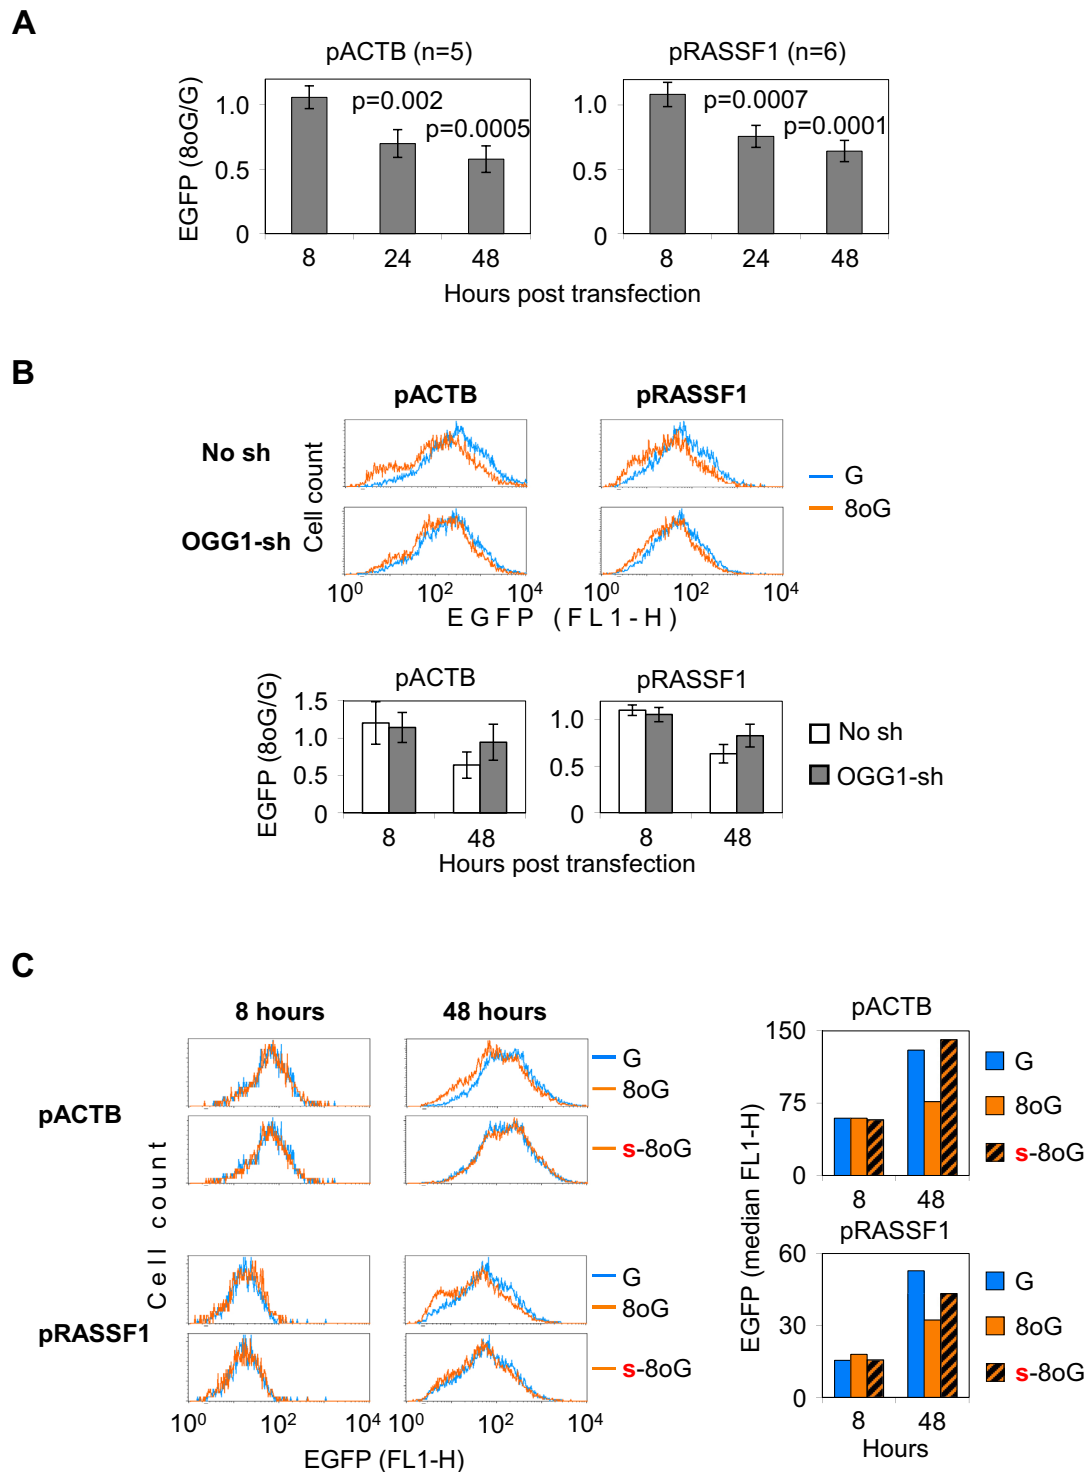 A
pACTB (n=5)
pRASSF1 (n=6)
EGFP (8oG/G)
1.0
0.5
0
p=0.002
p=0.0005
8 24 48
1.0
0.5
0
p=0.0007
p=0.0001
8 24 48
Hours post transfection
B
pACTB
pRASSF1
No sh
OGG1-sh
Cell count
G
8oG
10⁰ 10² 10⁴
10⁰ 10² 10⁴
EGFP (FL1-H)
pACTB
pRASSF1
EGFP (8oG/G)
1.5
1.0
0.5
0
8 48
1.0
0.5
0
8 48
No sh
OGG1-sh
Hours post transfection
C
8 hours
48 hours
pACTB
pRASSF1
Cell count
G
8oG
s-8oG
G
8oG
s-8oG
10⁰ 10² 10⁴
10⁰ 10² 10⁴
EGFP (FL1-H)
EGFP (median FL1-H)
pACTB
150
75
0
8 48
G
8oG
s-8oG
pRASSF1
60
30
0
8 48
Hours
G
8oG
s-8oG